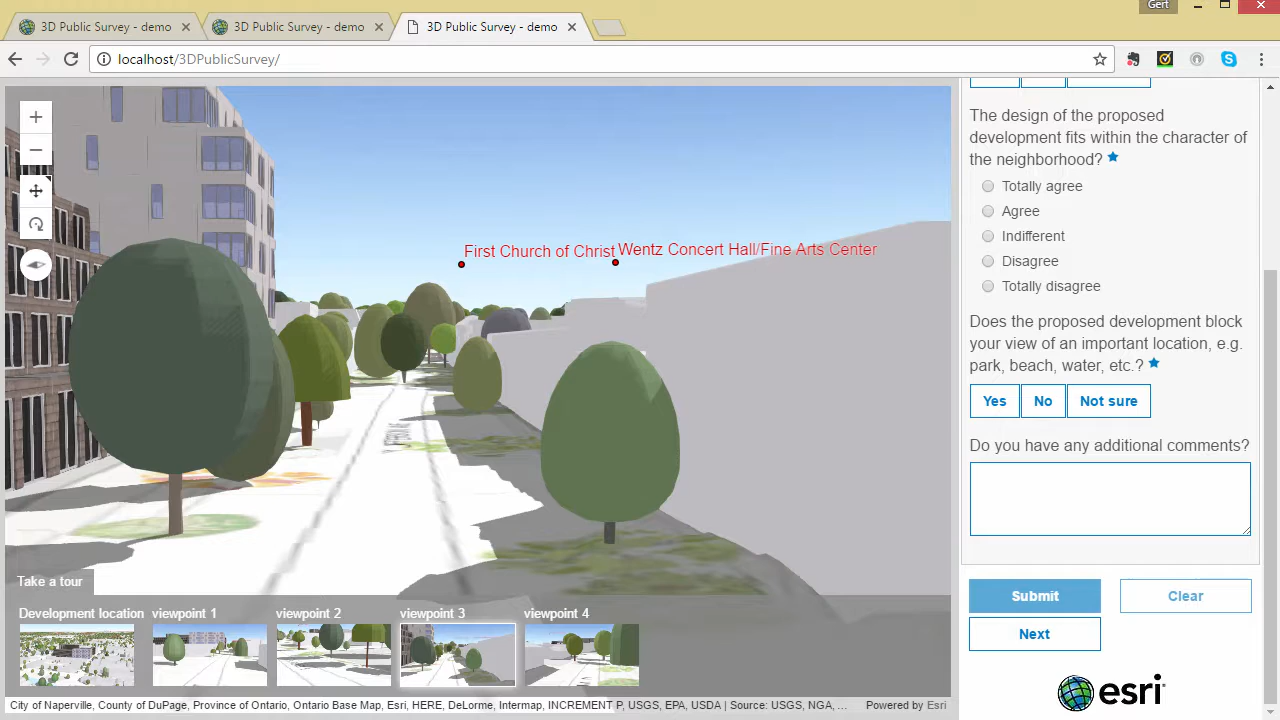 Gert
3D Public Survey - demo
3D Public Survey - demo
3D Public Survey - demo
localhost/3DPublicSurvey/
First Church of Christ
Wentz Concert Hall/Fine Arts Center
Take a tour
Development location
viewpoint 1
viewpoint 2
viewpoint 3
viewpoint 4
City of Naperville, County of DuPage, Province of Ontario, Ontario Base Map, Esri, HERE, DeLorme, Intermap, INCREMENT P, USGS, EPA, USDA | Source: USGS, NGA, ...
Powered by Esri
The design of the proposed
development fits within the character of
the neighborhood?
Totally agree
Agree
Indifferent
Disagree
Totally disagree
Does the proposed development block
your view of an important location, e.g.
park, beach, water, etc.?
Yes
No
Not sure
Do you have any additional comments?
Submit
Clear
Next
esri